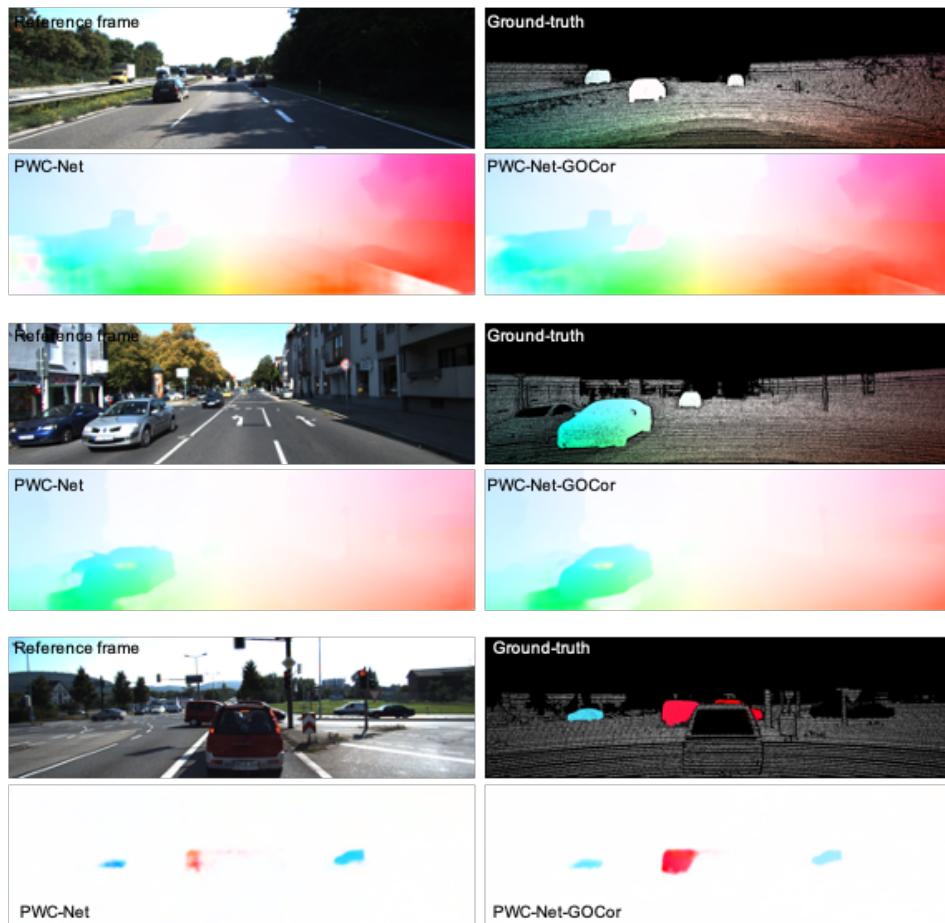 Reference frame
Ground-truth
PWC-Net
PWC-Net-GOCor
Reference frame
Ground-truth
PWC-Net
PWC-Net-GOCor
Reference frame
Ground-truth
PWC-Net
PWC-Net-GOCor